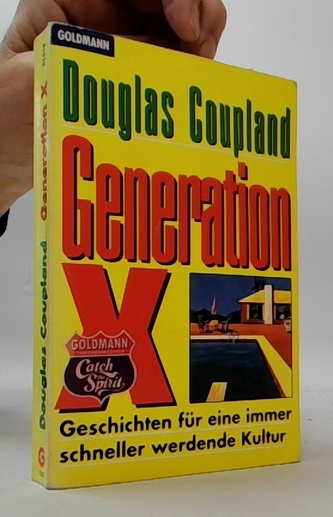 GOLDMANN
Douglas Coupland
Generation
X
GOLDMANN
Catch
the
Spirit
Geschichten für eine immer
schneller werdende Kultur
Douglas Coupland Generation X
G